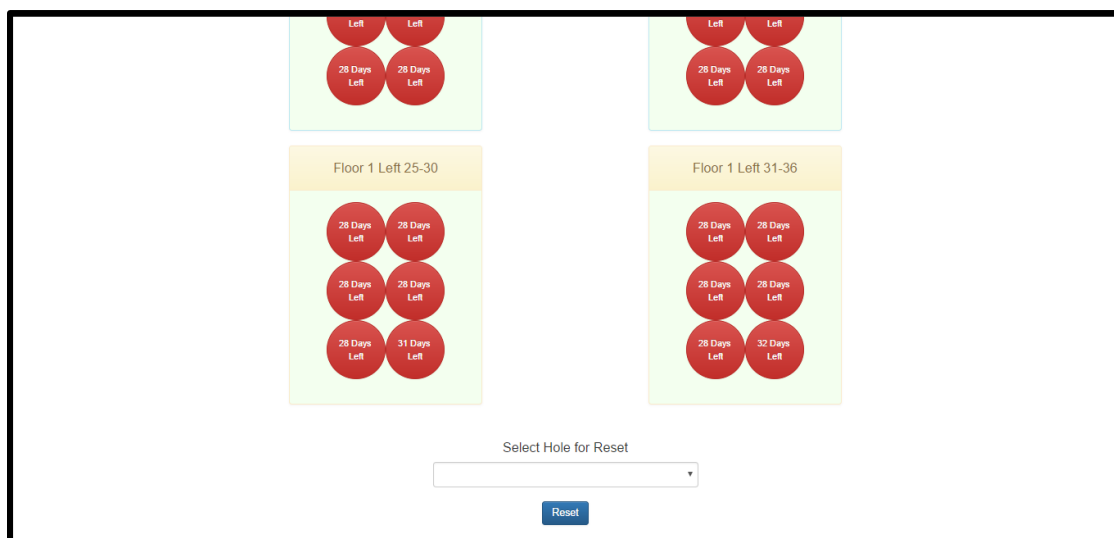 Left Left Left Left
28 Days 28 Days 28 Days 28 Days
Left Left Left Left
Floor 1 Left 25-30 Floor 1 Left 31-36
28 Days 28 Days 28 Days 28 Days
Left Left Left Left
28 Days 28 Days 28 Days 28 Days
Left Left Left Left
28 Days 31 Days 28 Days 32 Days
Left Left Left Left
Select Hole for Reset
Reset